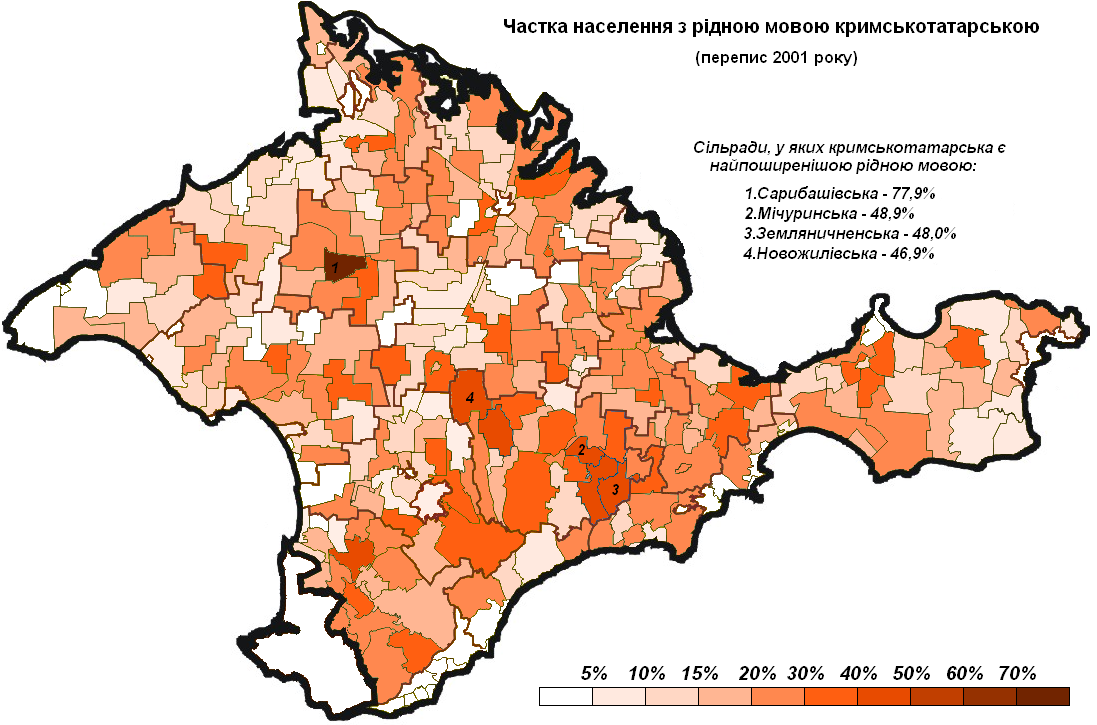 Частка населення з рідною мовою кримськотатарською
(перепис 2001 року)
Сільради, у яких кримськотатарська є
найпоширенішою рідною мовою:
1.Сарибашівська - 77,9%
2.Мічуринська - 48,9%
3.Земляничненська - 48,0%
4.Новожилівська - 46,9%
1
4
2
3
5% 10% 15% 20% 30% 40% 50% 60% 70%